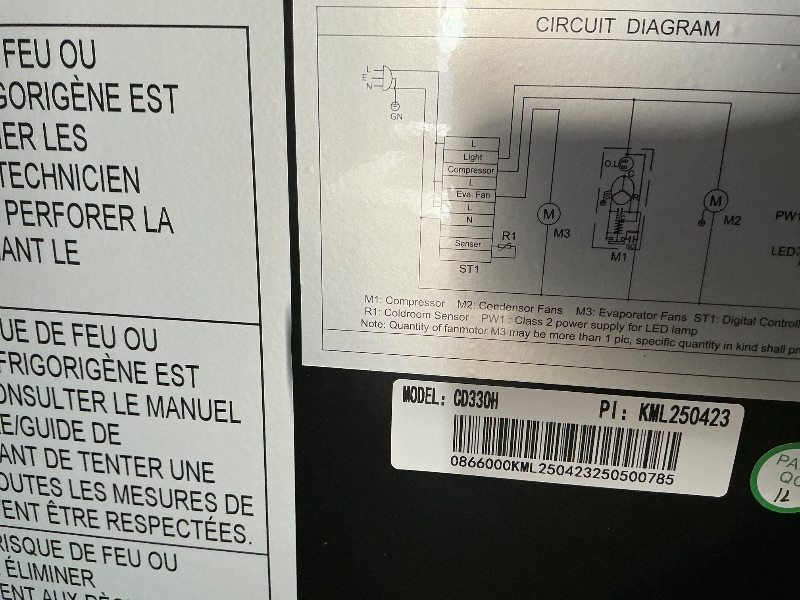 FEU OU
GORIGÈNE EST
ER LES
TECHNICIEN
PERFORER LA
ANT LE
UE DE FEU OU
FRIGORIGÈNE EST
ONSULTER LE MANUEL
E/GUIDE DE
ANT DE TENTER UNE
OUTES LES MESURES DE
ENT ÊTRE RESPECTÉES.
RISQUE DE FEU OU
ÉLIMINER
CIRCUIT DIAGRAM
L
E
N
GN
L
Light
Compressor
L
Eva. Fan
L
N
Senser
ST1
R1
M
M3
O.L
C
S
R
M1
M
M2
PW1
LED
M1: Compressor M2: Condensor Fans M3: Evaporator Fans ST1: Digital Controll
R1: Coldroom Sensor PW1: Class 2 power supply for LED lamp
Note: Quantity of fanmotor M3 may be more than 1 pic, specific quantity in kind shall pr
MODEL: CD330H PI: KML250423
0866000KML250423250500785
PA
QC
12